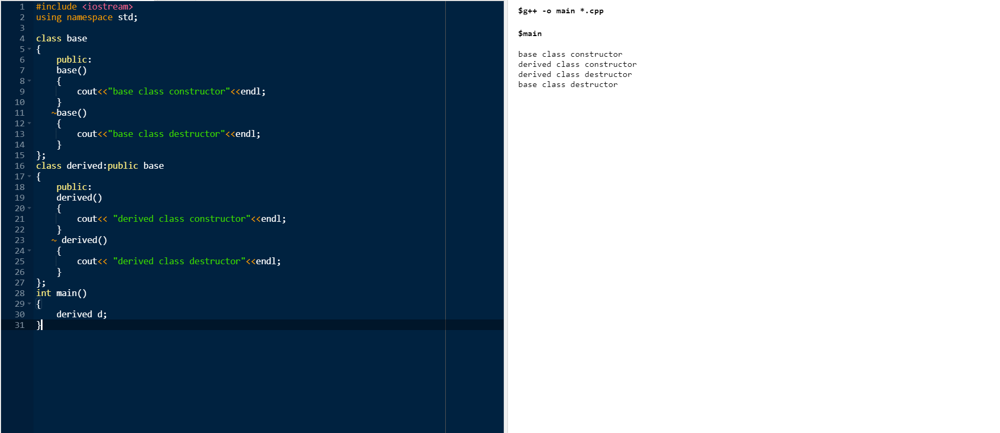 1 #include <iostream>
2 using namespace std;
3
4 class base
5 {
6 public:
7 base()
8 {
9 cout<<"base class constructor"<<endl;
10 }
11 ~base()
12 {
13 cout<<"base class destructor"<<endl;
14 }
15 };
16 class derived:public base
17 {
18 public:
19 derived()
20 {
21 cout<< "derived class constructor"<<endl;
22 }
23 ~ derived()
24 {
25 cout<< "derived class destructor"<<endl;
26 }
27 };
28 int main()
29 {
30 derived d;
31 }
$g++ -o main *.cpp
$main
base class constructor
derived class constructor
derived class destructor
base class destructor